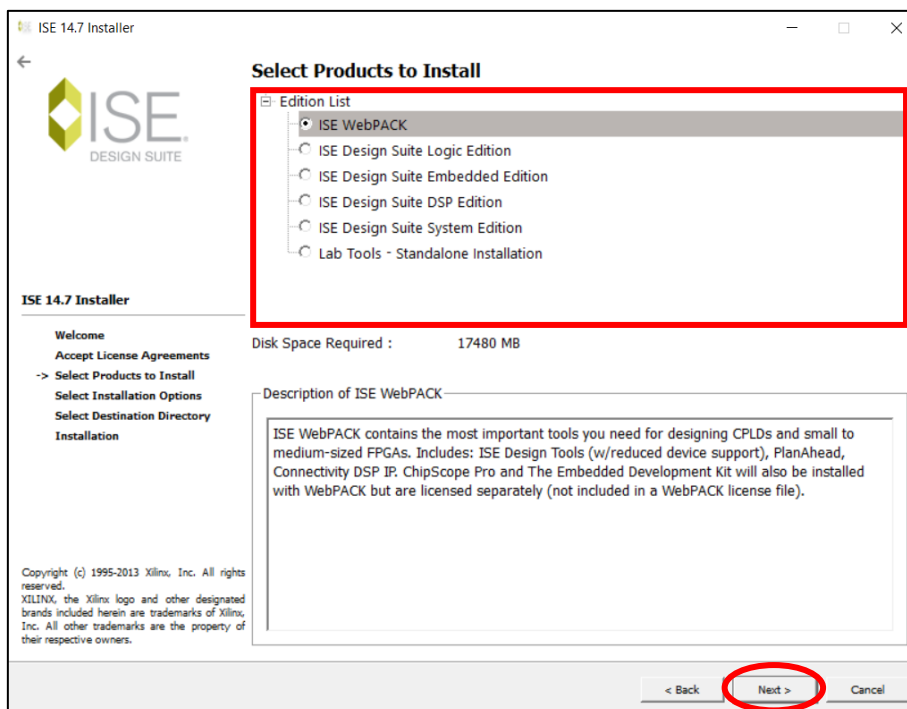 ISE 14.7 Installer
ISE
DESIGN SUITE
Select Products to Install
Edition List
ISE WebPACK
ISE Design Suite Logic Edition
ISE Design Suite Embedded Edition
ISE Design Suite DSP Edition
ISE Design Suite System Edition
Lab Tools - Standalone Installation
ISE 14.7 Installer
Welcome
Accept License Agreements
-> Select Products to Install
Select Installation Options
Select Destination Directory
Installation
Disk Space Required : 17480 MB
Description of ISE WebPACK
ISE WebPACK contains the most important tools you need for designing CPLDs and small to
medium-sized FPGAs. Includes: ISE Design Tools (w/reduced device support), PlanAhead,
Connectivity DSP IP. ChipScope Pro and The Embedded Development Kit will also be installed
with WebPACK but are licensed separately (not included in a WebPACK license file).
Copyright (c) 1995-2013 Xilinx, Inc. All rights
reserved.
XILINX, the Xilinx logo and other designated
brands included herein are trademarks of Xilinx,
Inc. All other trademarks are the property of
their respective owners.
< Back Next > Cancel